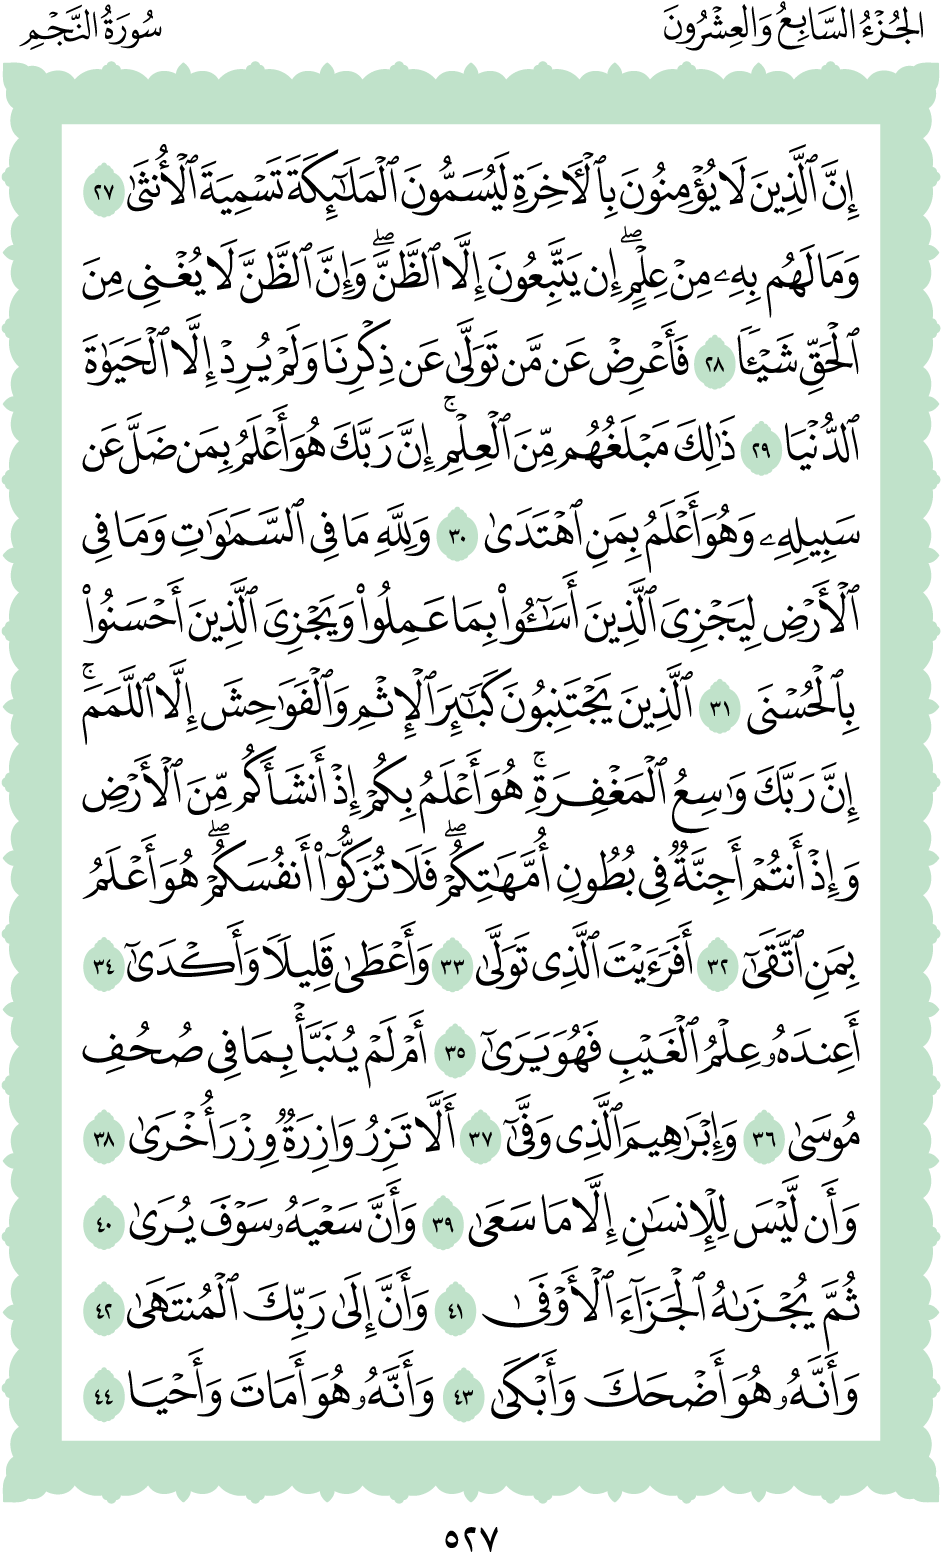 الجُزْءُ السَّابِعُ وَالعِشْرُونَ
سُورَةُ النَّجْمِ
إِنَّ ٱلَّذِينَ لَا يُؤْمِنُونَ بِٱلْـَٔاخِرَةِ لَيُسَمُّونَ ٱلْمَلَـٰٓئِكَةَ تَسْمِيَةَ ٱلْأُنثَىٰ ٢٧
وَمَا لَهُم بِهِۦ مِنْ عِلْمٍ ۖ إِن يَتَّبِعُونَ إِلَّا ٱلظَّنَّ ۖ وَإِنَّ ٱلظَّنَّ لَا يُغْنِى مِنَ
ٱلْحَقِّ شَيْـًٔا ٢٨ فَأَعْرِضْ عَن مَّن تَوَلَّىٰ عَن ذِكْرِنَا وَلَمْ يُرِدْ إِلَّا ٱلْحَيَوٰةَ
ٱلدُّنْيَا ٢٩ ذَٰلِكَ مَبْلَغُهُم مِّنَ ٱلْعِلْمِ ۚ إِنَّ رَبَّكَ هُوَ أَعْلَمُ بِمَن ضَلَّ عَن
سَبِيلِهِۦ وَهُوَ أَعْلَمُ بِمَنِ ٱهْتَدَىٰ ٣٠ وَلِلَّهِ مَا فِى ٱلسَّمَـٰوَٰتِ وَمَا فِى
ٱلْأَرْضِ لِيَجْزِىَ ٱلَّذِينَ أَسَـٰٓـُٔوا۟ بِمَا عَمِلُوا۟ وَيَجْزِىَ ٱلَّذِينَ أَحْسَنُوا۟
بِٱلْحُسْنَى ٣١ ٱلَّذِينَ يَجْتَنِبُونَ كَبَـٰٓئِرَ ٱلْإِثْمِ وَٱلْفَوَٰحِشَ إِلَّا ٱللَّمَمَ ۚ
إِنَّ رَبَّكَ وَٰسِعُ ٱلْمَغْفِرَةِ ۚ هُوَ أَعْلَمُ بِكُمْ إِذْ أَنشَأَكُم مِّنَ ٱلْأَرْضِ
وَإِذْ أَنتُمْ أَجِنَّةٌ فِى بُطُونِ أُمَّهَـٰتِكُمْ ۖ فَلَا تُزَكُّوٓا۟ أَنفُسَكُمْ ۖ هُوَ أَعْلَمُ
بِمَنِ ٱتَّقَىٰٓ ٣٢ أَفَرَءَيْتَ ٱلَّذِى تَوَلَّىٰ ٣٣ وَأَعْطَىٰ قَلِيلًا وَأَكْدَىٰٓ ٣٤
أَعِندَهُۥ عِلْمُ ٱلْغَيْبِ فَهُوَ يَرَىٰٓ ٣٥ أَمْ لَمْ يُنَبَّأْ بِمَا فِى صُحُفِ
مُوسَىٰ ٣٦ وَإِبْرَٰهِيمَ ٱلَّذِى وَفَّىٰٓ ٣٧ أَلَّا تَزِرُ وَازِرَةٌ وِزْرَ أُخْرَىٰ ٣٨
وَأَن لَّيْسَ لِلْإِنسَـٰنِ إِلَّا مَا سَعَىٰ ٣٩ وَأَنَّ سَعْيَهُۥ سَوْفَ يُرَىٰ ٤٠
ثُمَّ يُجْزَىٰهُ ٱلْجَزَآءَ ٱلْأَوْفَىٰ ٤١ وَأَنَّ إِلَىٰ رَبِّكَ ٱلْمُنتَهَىٰ ٤٢
وَأَنَّهُۥ هُوَ أَضْحَكَ وَأَبْكَىٰ ٤٣ وَأَنَّهُۥ هُوَ أَمَاتَ وَأَحْيَا ٤٤
٥٢٧